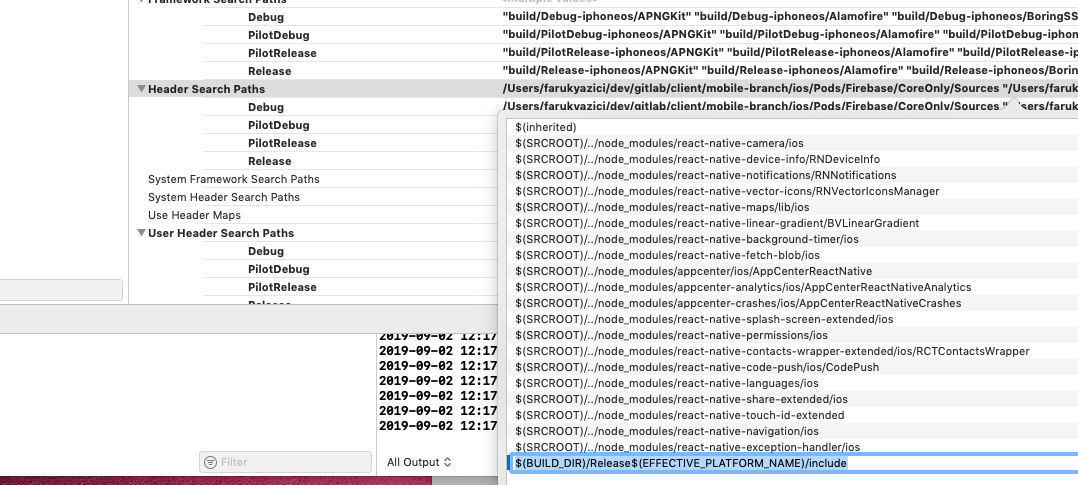 Framework Search Paths <Multiple values>
Debug "build/Debug-iphoneos/APNGKit" "build/Debug-iphoneos/Alamofire" "build/Debug-iphoneos/BoringSS
PilotDebug "build/PilotDebug-iphoneos/APNGKit" "build/PilotDebug-iphoneos/Alamofire" "build/PilotDebug-iphon
PilotRelease "build/PilotRelease-iphoneos/APNGKit" "build/PilotRelease-iphoneos/Alamofire" "build/PilotRelease-ip
Release "build/Release-iphoneos/APNGKit" "build/Release-iphoneos/Alamofire" "build/Release-iphoneos/Borin
Header Search Paths /Users/farukyazici/dev/gitlab/client/mobile-branch/ios/Pods/Firebase/CoreOnly/Sources "/Users/faruk
Debug /Users/farukyazici/dev/gitlab/client/mobile-branch/ios/Pods/Firebase/CoreOnly/Sources "/Users/faruk
PilotDebug
PilotRelease
Release
System Framework Search Paths
System Header Search Paths
Use Header Maps
User Header Search Paths
Debug
PilotDebug
PilotRelease
Release
$(inherited)
$(SRCROOT)/../node_modules/react-native-camera/ios
$(SRCROOT)/../node_modules/react-native-device-info/RNDeviceInfo
$(SRCROOT)/../node_modules/react-native-notifications/RNNotifications
$(SRCROOT)/../node_modules/react-native-vector-icons/RNVectorIconsManager
$(SRCROOT)/../node_modules/react-native-maps/lib/ios
$(SRCROOT)/../node_modules/react-native-linear-gradient/BVLinearGradient
$(SRCROOT)/../node_modules/react-native-background-timer/ios
$(SRCROOT)/../node_modules/react-native-fetch-blob/ios
$(SRCROOT)/../node_modules/appcenter/ios/AppCenterReactNative
$(SRCROOT)/../node_modules/appcenter-analytics/ios/AppCenterReactNativeAnalytics
$(SRCROOT)/../node_modules/appcenter-crashes/ios/AppCenterReactNativeCrashes
$(SRCROOT)/../node_modules/react-native-splash-screen-extended/ios
$(SRCROOT)/../node_modules/react-native-permissions/ios
$(SRCROOT)/../node_modules/react-native-contacts-wrapper-extended/ios/RCTContactsWrapper
$(SRCROOT)/../node_modules/react-native-code-push/ios/CodePush
$(SRCROOT)/../node_modules/react-native-languages/ios
$(SRCROOT)/../node_modules/react-native-share-extended/ios
$(SRCROOT)/../node_modules/react-native-touch-id-extended
$(SRCROOT)/../node_modules/react-native-navigation/ios
$(SRCROOT)/../node_modules/react-native-exception-handler/ios
$(BUILD_DIR)/Release$(EFFECTIVE_PLATFORM_NAME)/include
2019-09-02 12:17
2019-09-02 12:17
2019-09-02 12:17
2019-09-02 12:17
2019-09-02 12:17
2019-09-02 12:17
2019-09-02 12:17
Filter
All Output